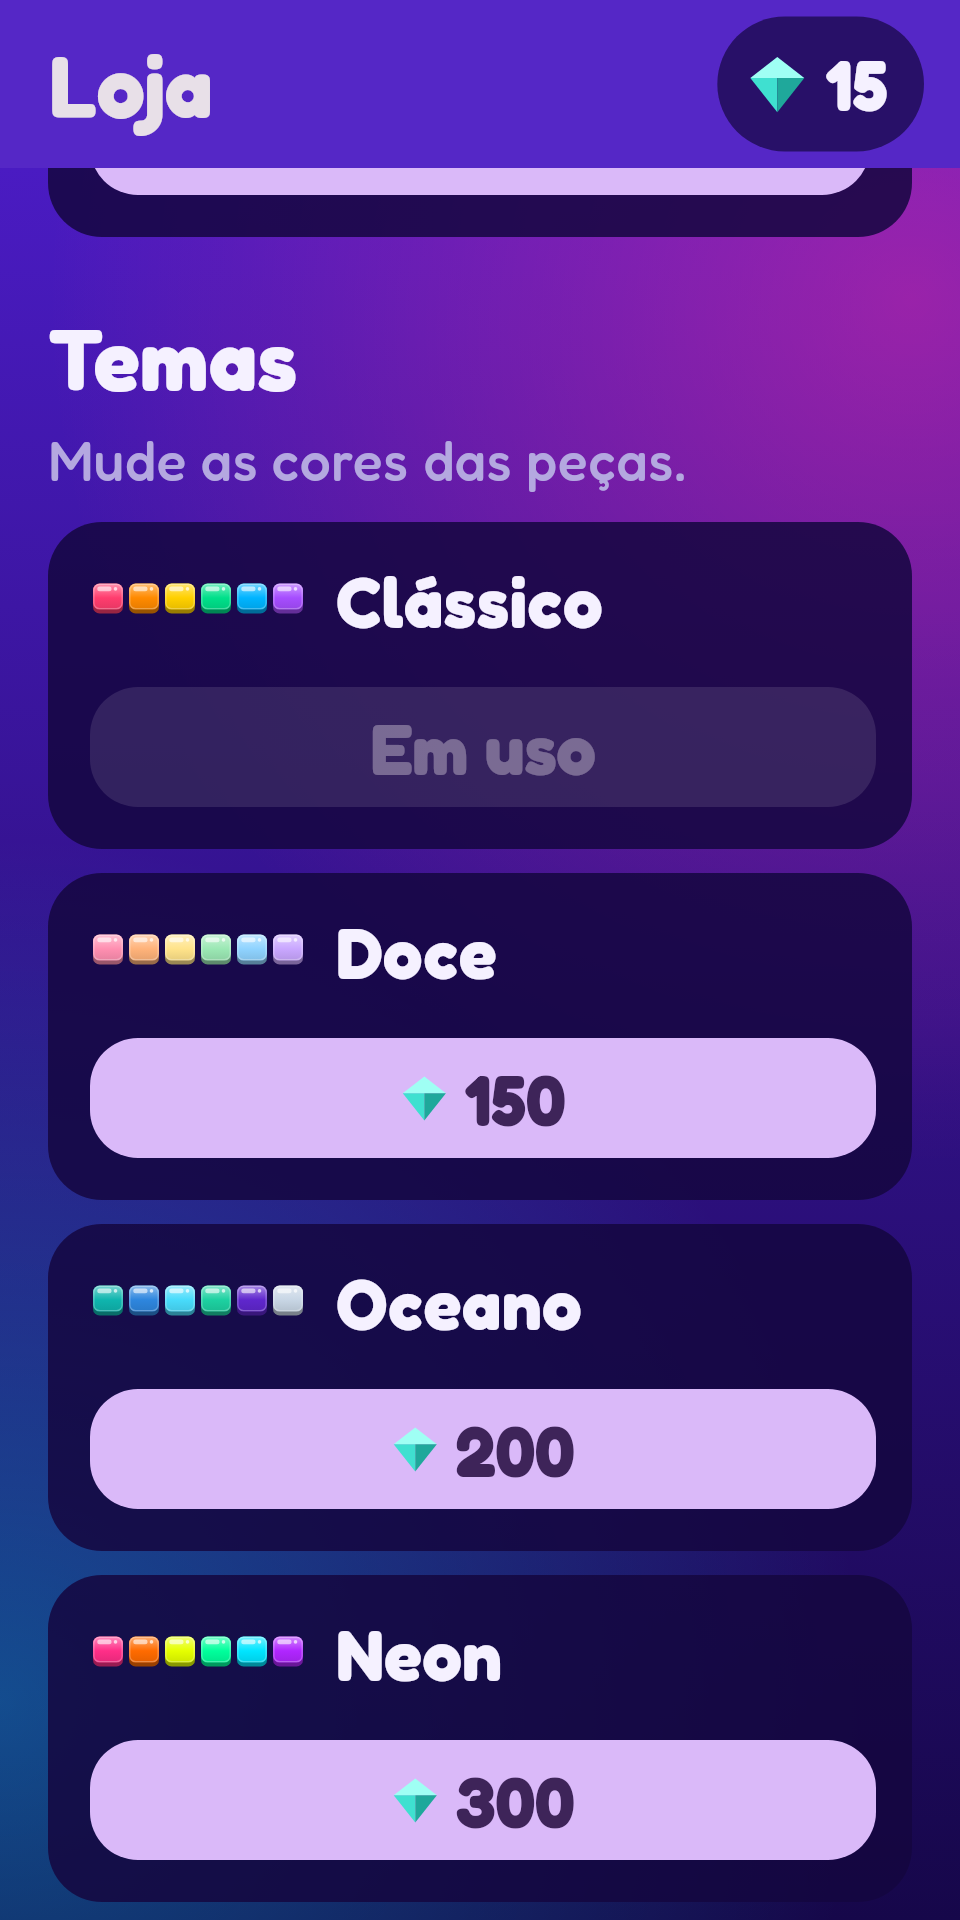 Loja
15
Temas
Mude as cores das peças.
Clássico
Em uso
Doce
150
Oceano
200
Neon
300